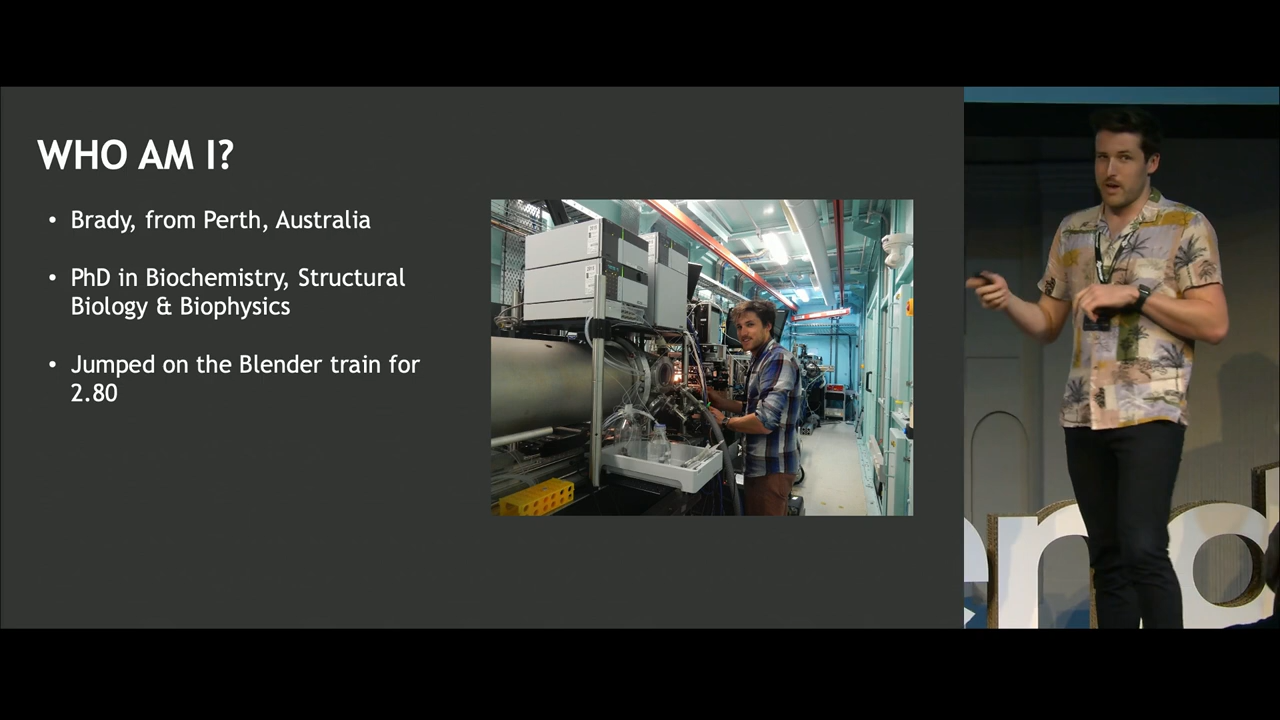 WHO AM I?
• Brady, from Perth, Australia
• PhD in Biochemistry, Structural
Biology & Biophysics
• Jumped on the Blender train for
2.80
end